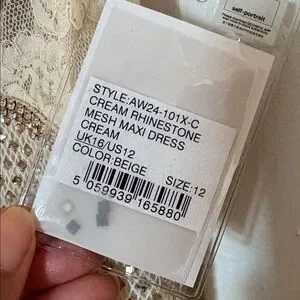 self-portrait
STYLE:AW24-101X-C
CREAM RHINESTONE
MESH MAXI DRESS
CREAM
UK16/US12
COLOR:BEIGE SIZE:12
5 059939 165880